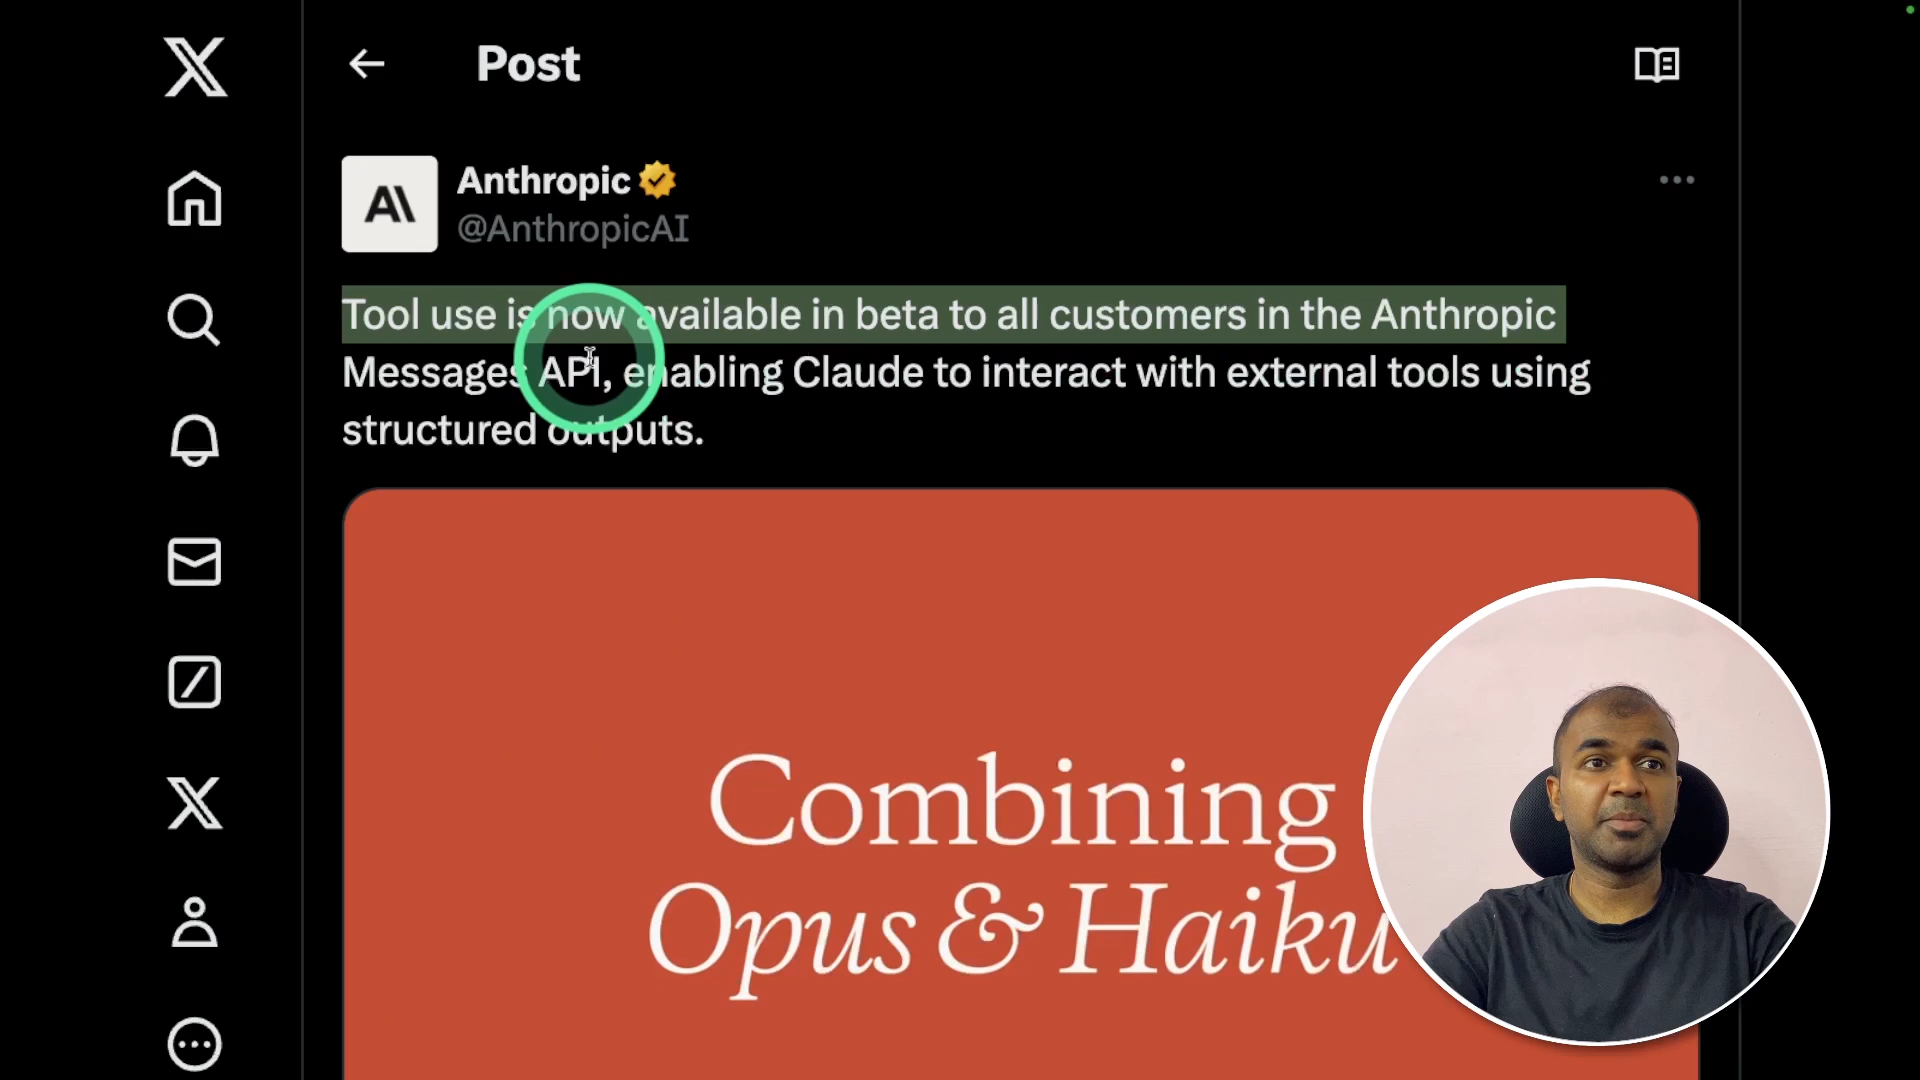 Post
Anthropic
@AnthropicAI
Tool use is now available in beta to all customers in the Anthropic
Messages API, enabling Claude to interact with external tools using
structured outputs.
Combining
Opus & Haiku